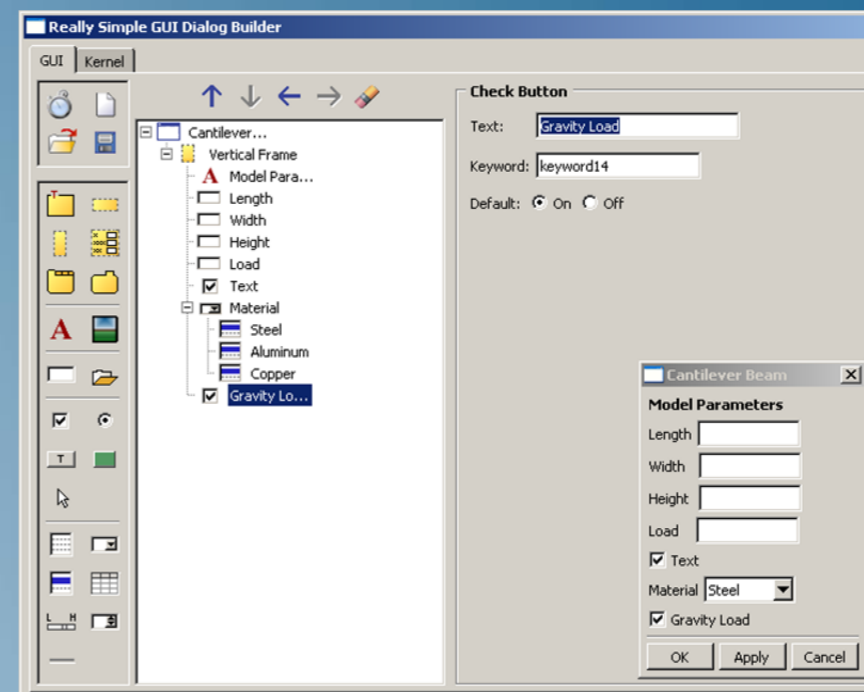 Really Simple GUI Dialog Builder
GUI
Kernel
Cantilever...
Vertical Frame
A Model Para...
Length
Width
Height
Load
Text
Material
Steel
Aluminum
Copper
Gravity Lo...
T
A
T
L H
Check Button
Text: Gravity Load
Keyword: keyword14
Default: On Off
Cantilever Beam
Model Parameters
Length
Width
Height
Load
Text
Material Steel
Gravity Load
OK Apply Cancel